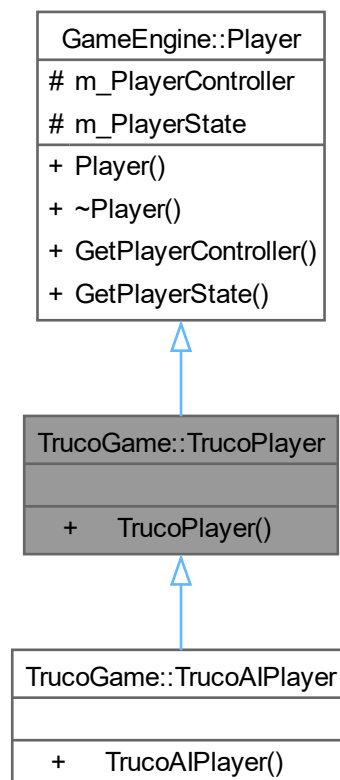 GameEngine::Player
# m_PlayerController
# m_PlayerState
+ Player()
+ ~Player()
+ GetPlayerController()
+ GetPlayerState()
TrucoGame::TrucoPlayer
+ TrucoPlayer()
TrucoGame::TrucoAIPlayer
+ TrucoAIPlayer()